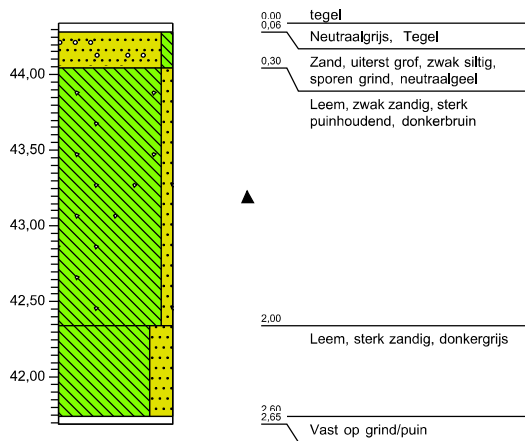 0.00 tegel
0,06
Neutraalgrijs, Tegel
Zand, uiterst grof, zwak siltig,
0,30
sporen grind, neutraalgeel
44,00
Leem, zwak zandig, sterk
puinhoudend, donkerbruin
43,50
43,00
42,50
2,00
Leem, sterk zandig, donkergrijs
42,00
2,60
2,65
Vast op grind/puin